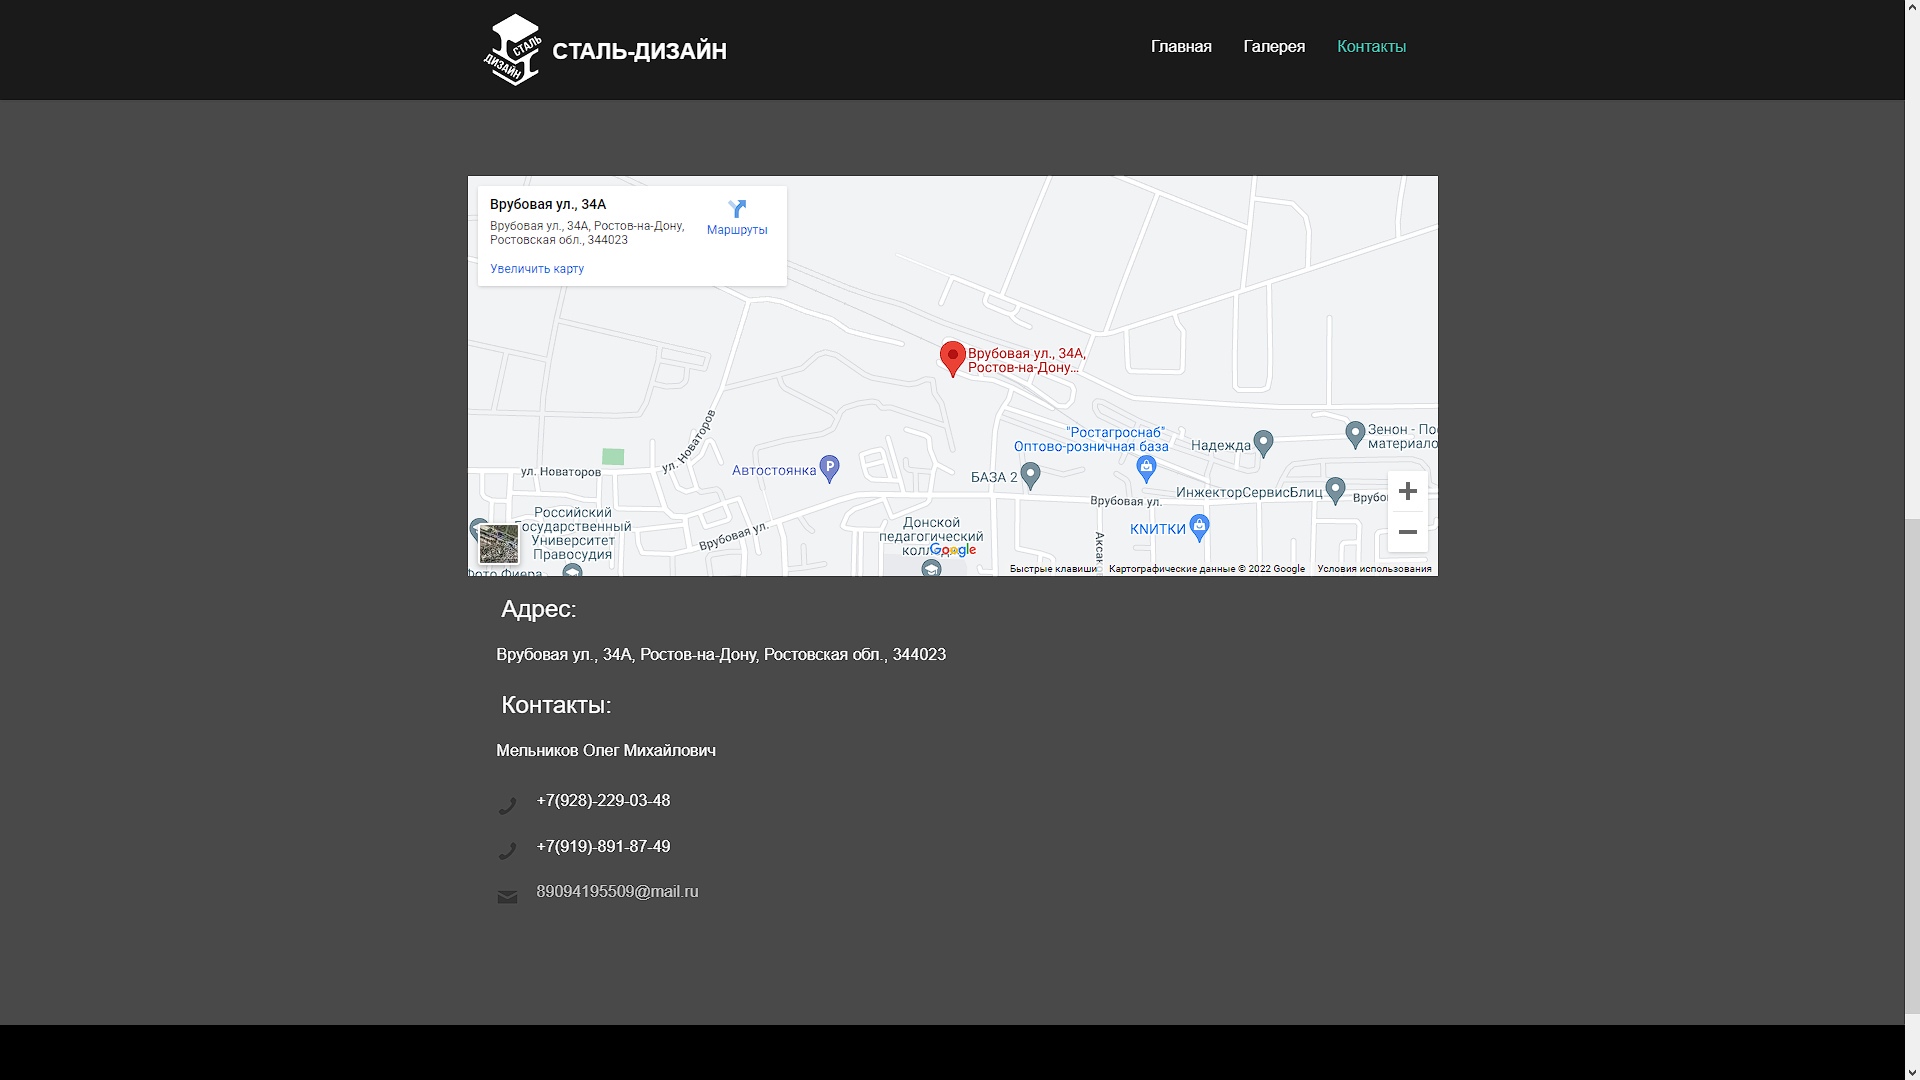 СТАЛЬ
ДИЗАЙН
СТАЛЬ-ДИЗАЙН
Главная
Галерея
Контакты
Врубовая ул., 34А
Врубовая ул., 34А, Ростов-на-Дону,
Ростовская обл., 344023
Маршруты
Увеличить карту
Врубовая ул., 34А,
Ростов-на-Дону...
ул. Новаторов
"Ростагроснаб"
Оптово-розничная база
Надежда
Зенон - По
материало
ул. Новаторов
Автостоянка
P
БАЗА 2
Врубовая ул.
ИнжекторСервисБлиц
Врубо
Российский
Государственный
Университет
Правосудия
Врубовая ул.
Донской
педагогический
колл
Google
KNИТКИ
Аксако
Фото Фиера
Быстрые клавиши
Картографические данные © 2022 Google
Условия использования
Адрес:
Врубовая ул., 34А, Ростов-на-Дону, Ростовская обл., 344023
Контакты:
Мельников Олег Михайлович
+7(928)-229-03-48
+7(919)-891-87-49
89094195509@mail.ru